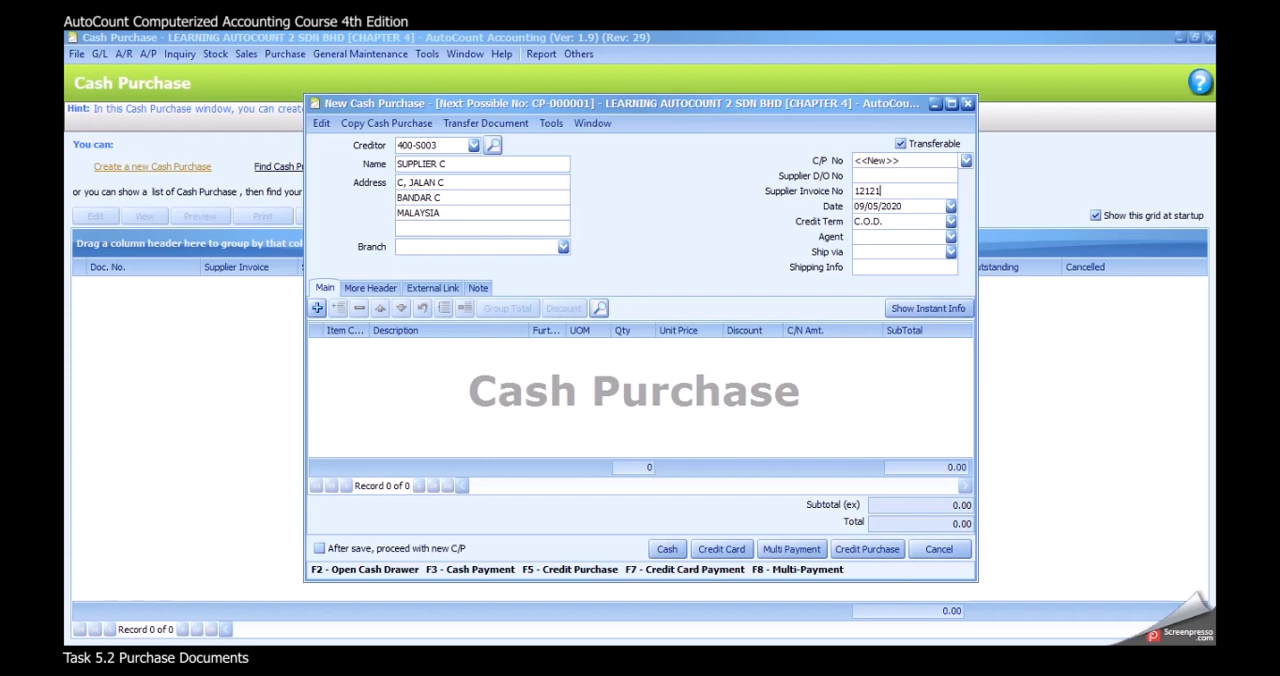 AutoCount Computerized Accounting Course 4th Edition
Cash Purchase - LEARNING AUTOCOUNT 2 SDN BHD [CHAPTER 4] - AutoCount Accounting (Ver: 1.9) (Rev: 29)
File G/L A/R A/P Inquiry Stock Sales Purchase General Maintenance Tools Window Help Report Others
Cash Purchase
Hint: In this Cash Purchase window, you can create
New Cash Purchase - [Next Possible No: CP-000001] - LEARNING AUTOCOUNT 2 SDN BHD [CHAPTER 4] - AutoCou...
Edit Copy Cash Purchase Transfer Document Tools Window
You can:
Create a new Cash Purchase Find Cash P
or you can show a list of Cash Purchase , then find your
Edit View Preview Print
Show this grid at startup
Drag a column header here to group by that col
Doc. No. Supplier Invoice
outstanding Cancelled
Creditor 400-S003
Name SUPPLIER C
Address C, JALAN C
BANDAR C
MALAYSIA
Branch
Transferable
C/P No <<New>>
Supplier D/O No
Supplier Invoice No 12121
Date 09/05/2020
Credit Term C.O.D.
Agent
Ship via
Shipping Info
Main More Header External Link Note
Group Total Discount Show Instant Info
Item C... Description Furt... UOM Qty Unit Price Discount C/N Amt. SubTotal
Cash Purchase
0 0.00
Record 0 of 0
Subtotal (ex) 0.00
Total 0.00
After save, proceed with new C/P Cash Credit Card Multi Payment Credit Purchase Cancel
F2 - Open Cash Drawer F3 - Cash Payment F5 - Credit Purchase F7 - Credit Card Payment F8 - Multi-Payment
0.00
Record 0 of 0
Screenpresso
.com
Task 5.2 Purchase Documents